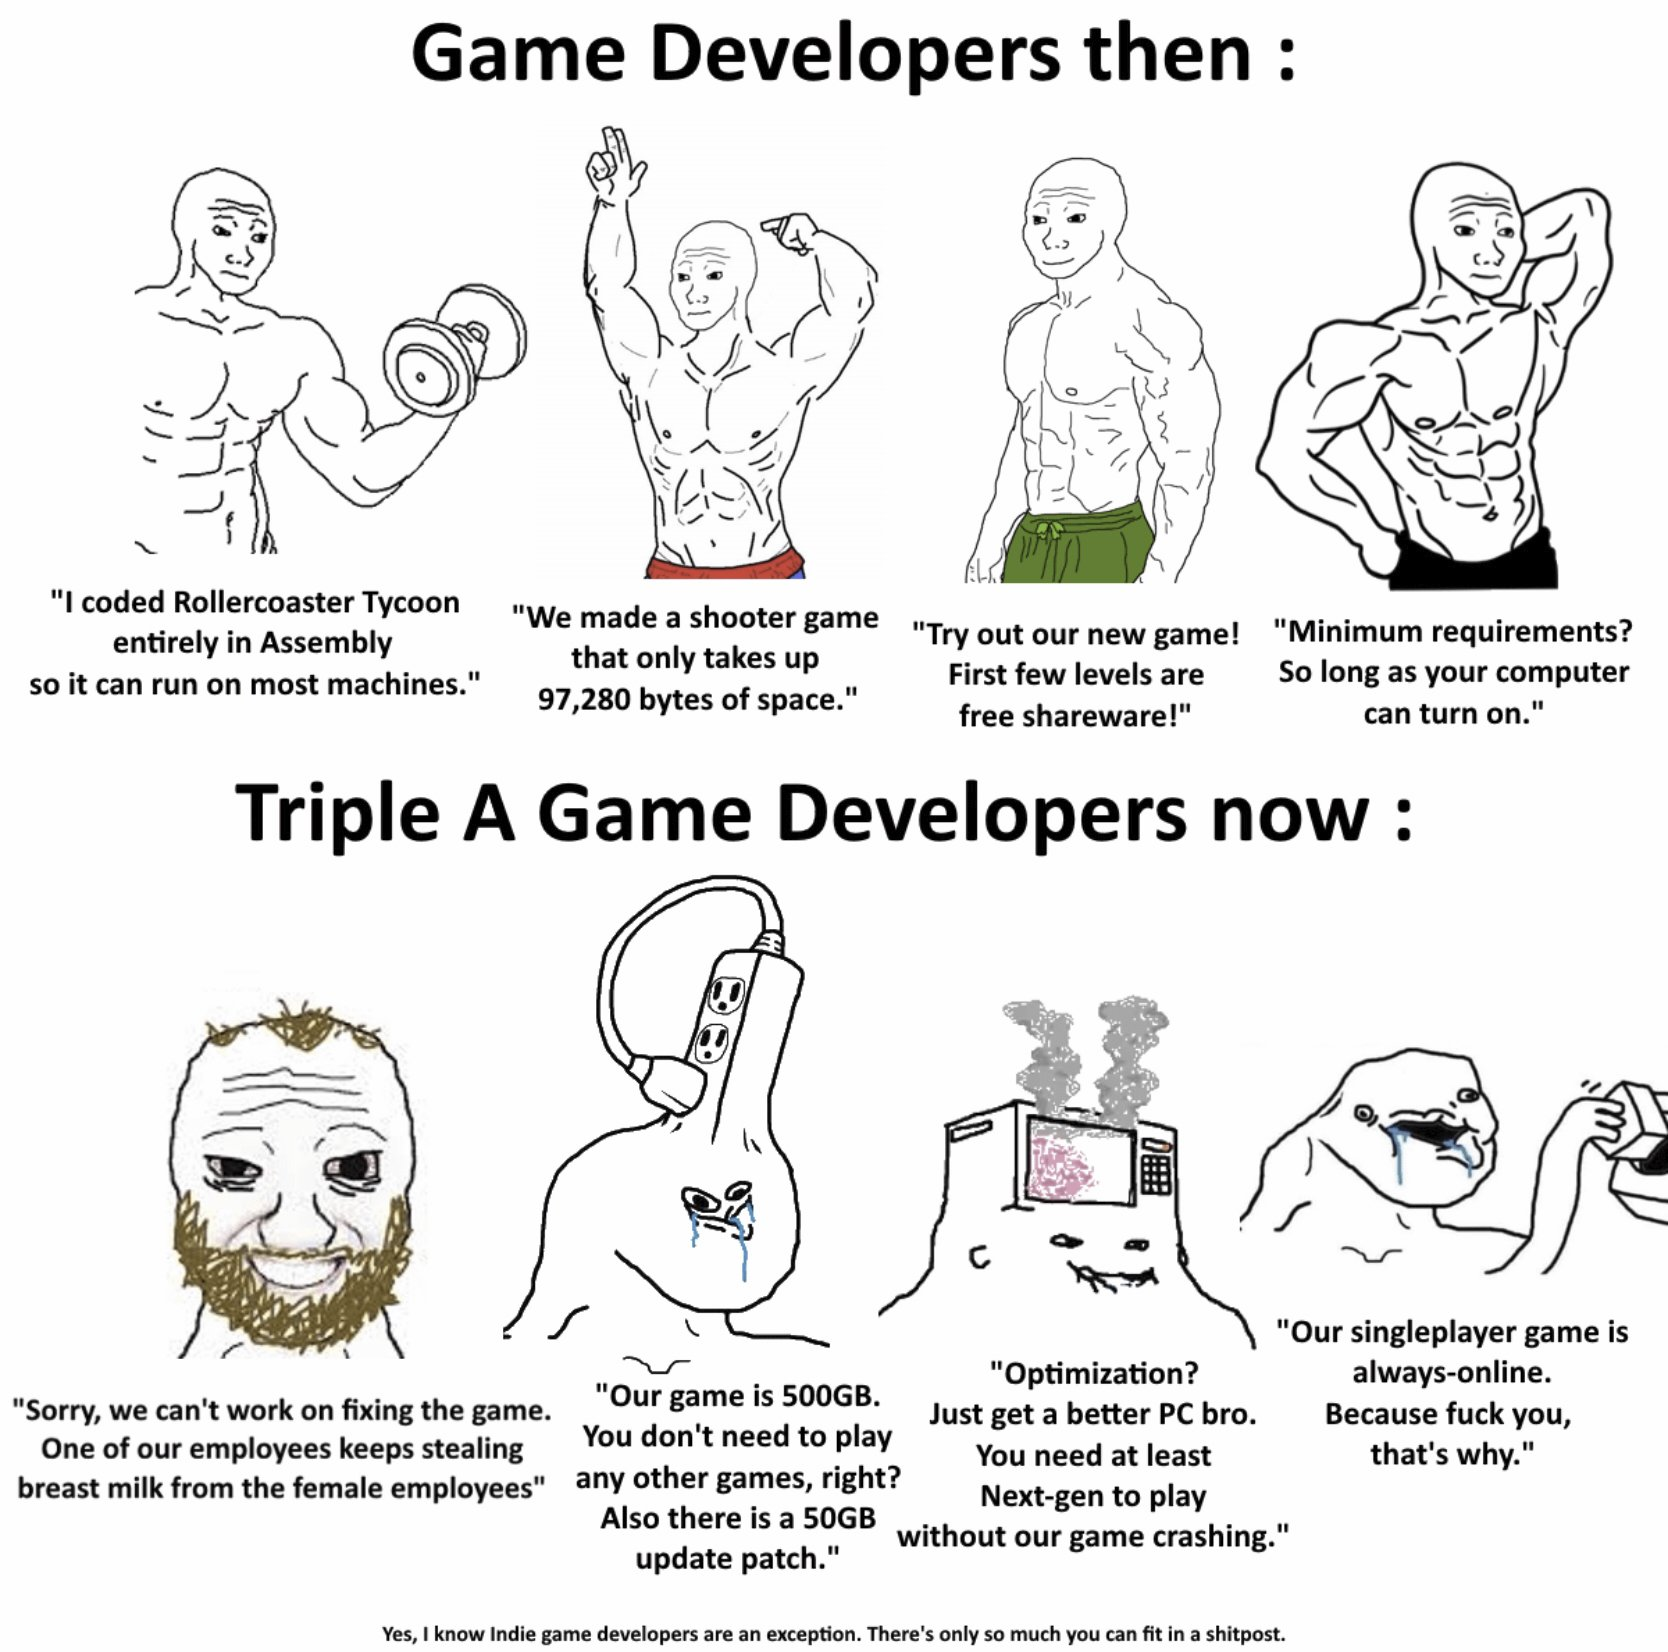 Game Developers then :
"I coded Rollercoaster Tycoon
entirely in Assembly
so it can run on most machines."
"We made a shooter game
that only takes up
97,280 bytes of space."
"Try out our new game!
First few levels are
free shareware!"
"Minimum requirements?
So long as your computer
can turn on."
Triple A Game Developers now :
"Sorry, we can't work on fixing the game.
One of our employees keeps stealing
breast milk from the female employees"
"Our game is 500GB.
You don't need to play
any other games, right?
Also there is a 50GB
update patch."
"Optimization?
Just get a better PC bro.
You need at least
Next-gen to play
without our game crashing."
"Our singleplayer game is
always-online.
Because fuck you,
that's why."
Yes, I know Indie game developers are an exception. There's only so much you can fit in a shitpost.